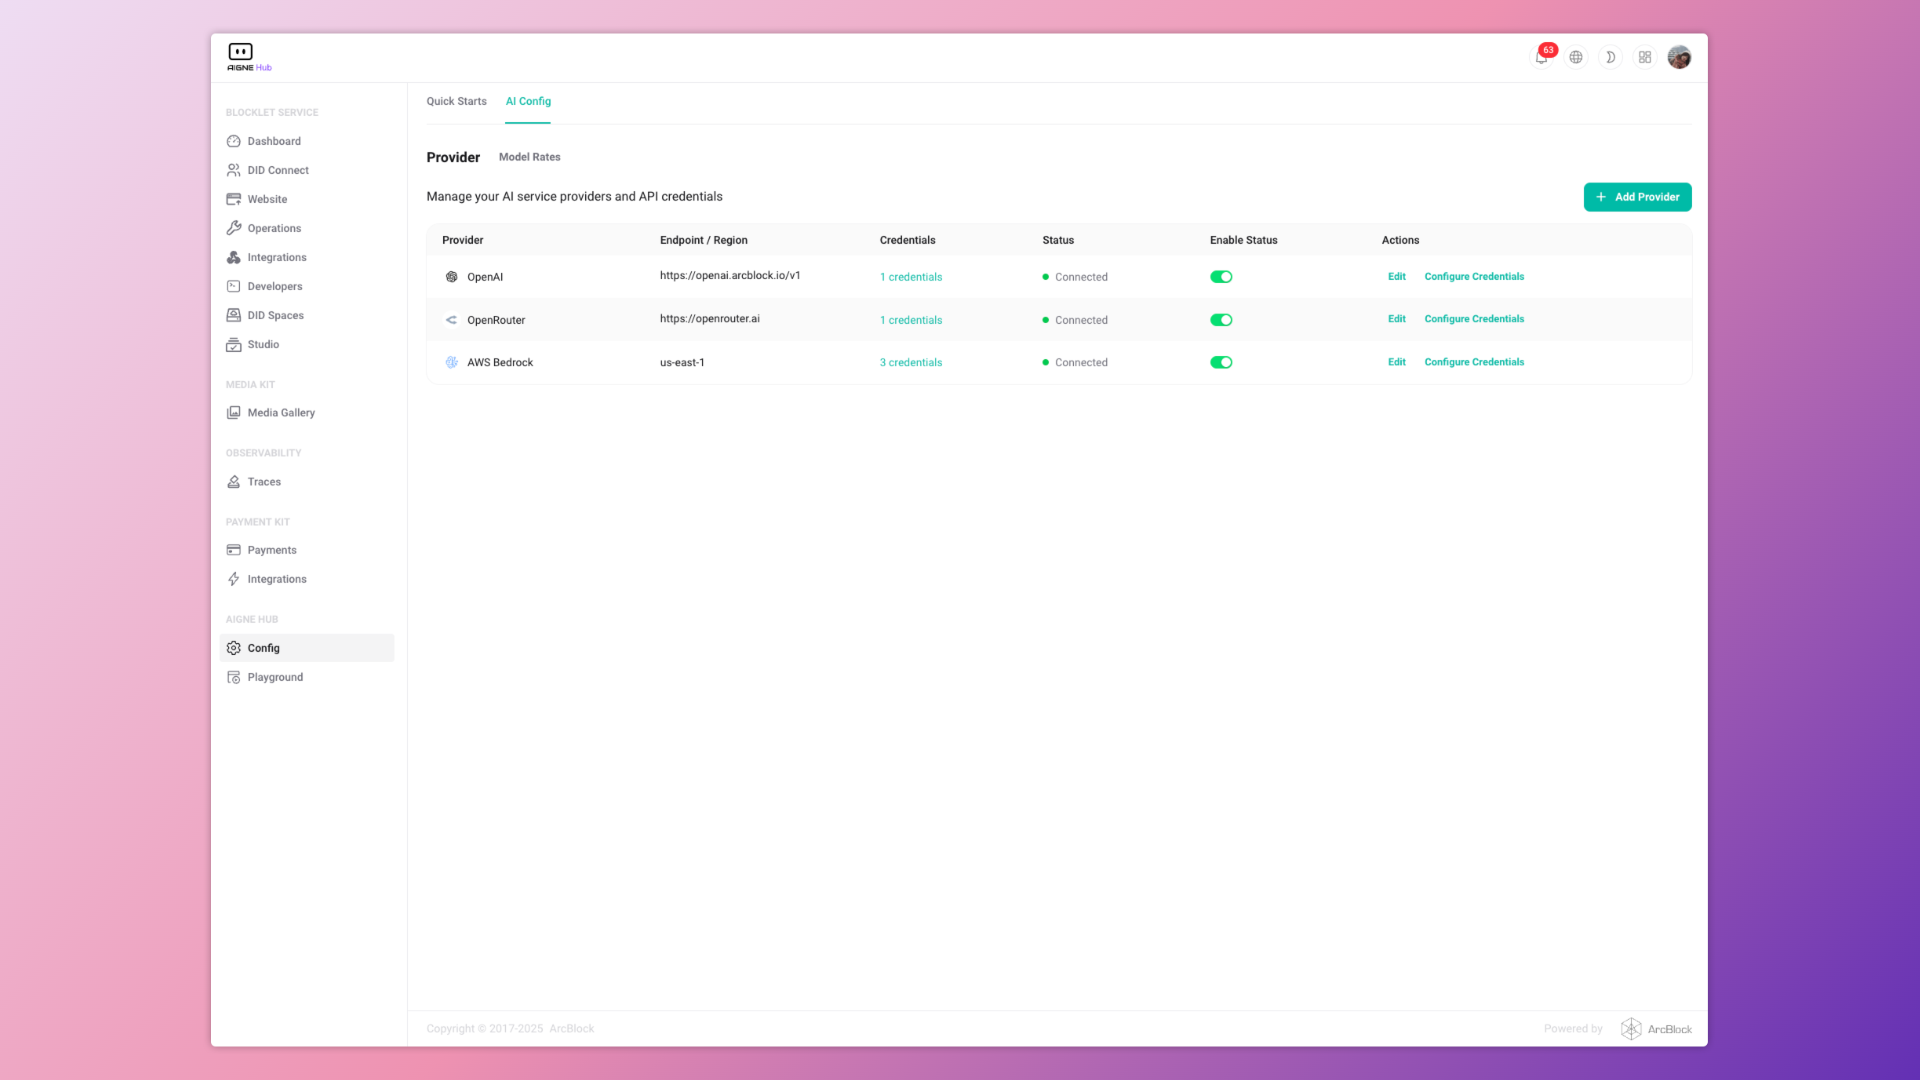 AIGNE Hub
63
BLOCKLET SERVICE
Dashboard
DID Connect
Website
Operations
Integrations
Developers
DID Spaces
Studio
MEDIA KIT
Media Gallery
OBSERVABILITY
Traces
PAYMENT KIT
Payments
Integrations
AIGNE HUB
Config
Playground
Quick Starts AI Config
Provider Model Rates
Manage your AI service providers and API credentials
Add Provider
Provider Endpoint / Region Credentials Status Enable Status Actions
OpenAI https://openai.arcblock.io/v1 1 credentials Connected Edit Configure Credentials
OpenRouter https://openrouter.ai 1 credentials Connected Edit Configure Credentials
AWS Bedrock us-east-1 3 credentials Connected Edit Configure Credentials
Copyright © 2017-2025 ArcBlock
Powered by ArcBlock